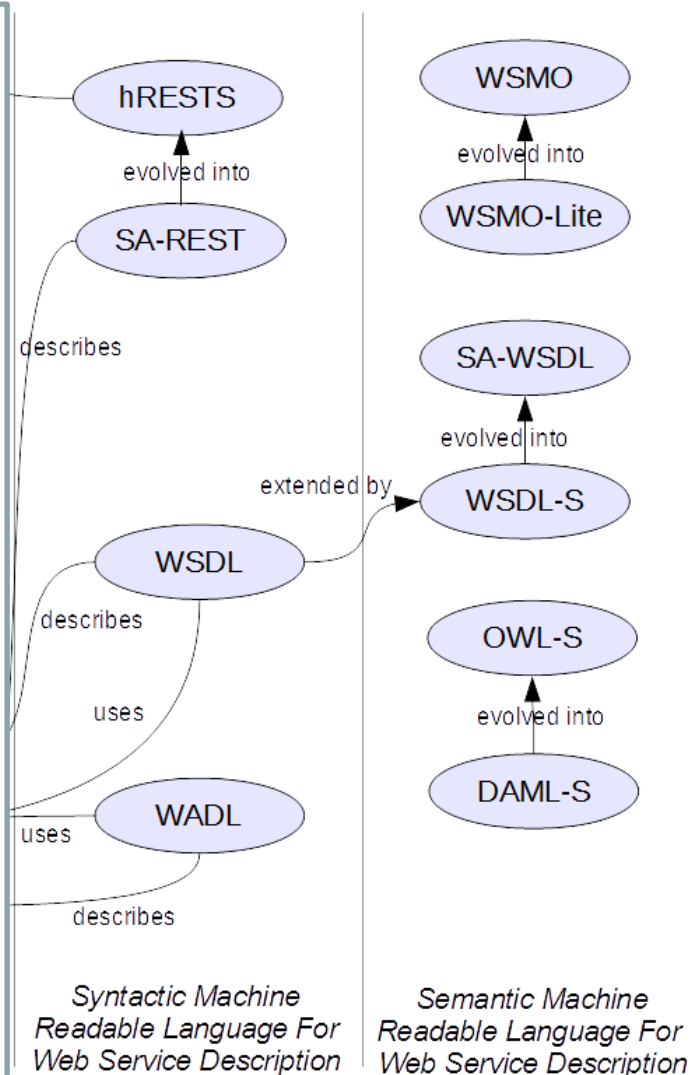 hRESTS
evolved into
SA-REST
describes
WSDL
describes
uses
WADL
uses
describes
Syntactic Machine
Readable Language For
Web Service Description
WSMO
evolved into
WSMO-Lite
SA-WSDL
evolved into
extended by
WSDL-S
OWL-S
evolved into
DAML-S
Semantic Machine
Readable Language For
Web Service Description